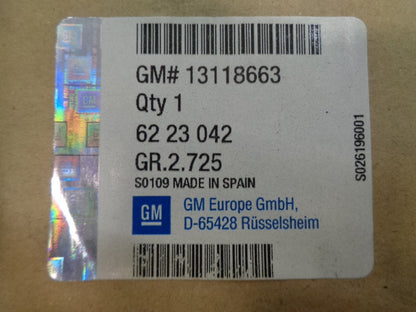 GM# 13118663
Qty 1
62 23 042
GR.2.725
S0109 MADE IN SPAIN
GM
GM Europe GmbH,
D-65428 Rüsselsheim
S026196001
GM